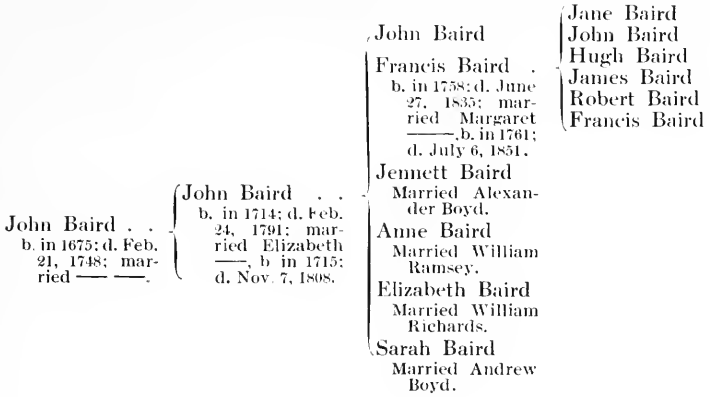 John Baird . .
b. in 1675; d. Feb.
21, 1748; mar-
ried —— ——.
John Baird . .
b. in 1714; d. Feb.
24, 1791; mar-
ried Elizabeth
——, b in 1715;
d. Nov. 7, 1808.
John Baird
Francis Baird .
b. in 1758; d. June
27, 1835; mar-
ried Margaret
——, b. in 1761;
d. July 6, 1851.
Jennett Baird
Married Alexan-
der Boyd.
Anne Baird
Married William
Ramsey.
Elizabeth Baird
Married William
Richards.
Sarah Baird
Married Andrew
Boyd.
Jane Baird
John Baird
Hugh Baird
James Baird
Robert Baird
Francis Baird